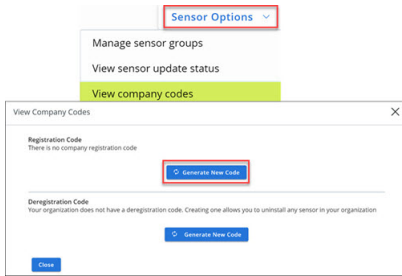 Sensor Options
Manage sensor groups
View sensor update status
View company codes
View Company Codes
Registration Code
There is no company registration code
Generate New Code
Deregistration Code
Your organization does not have a deregistration code. Creating one allows you to uninstall any sensor in your organization
Generate New Code
Close